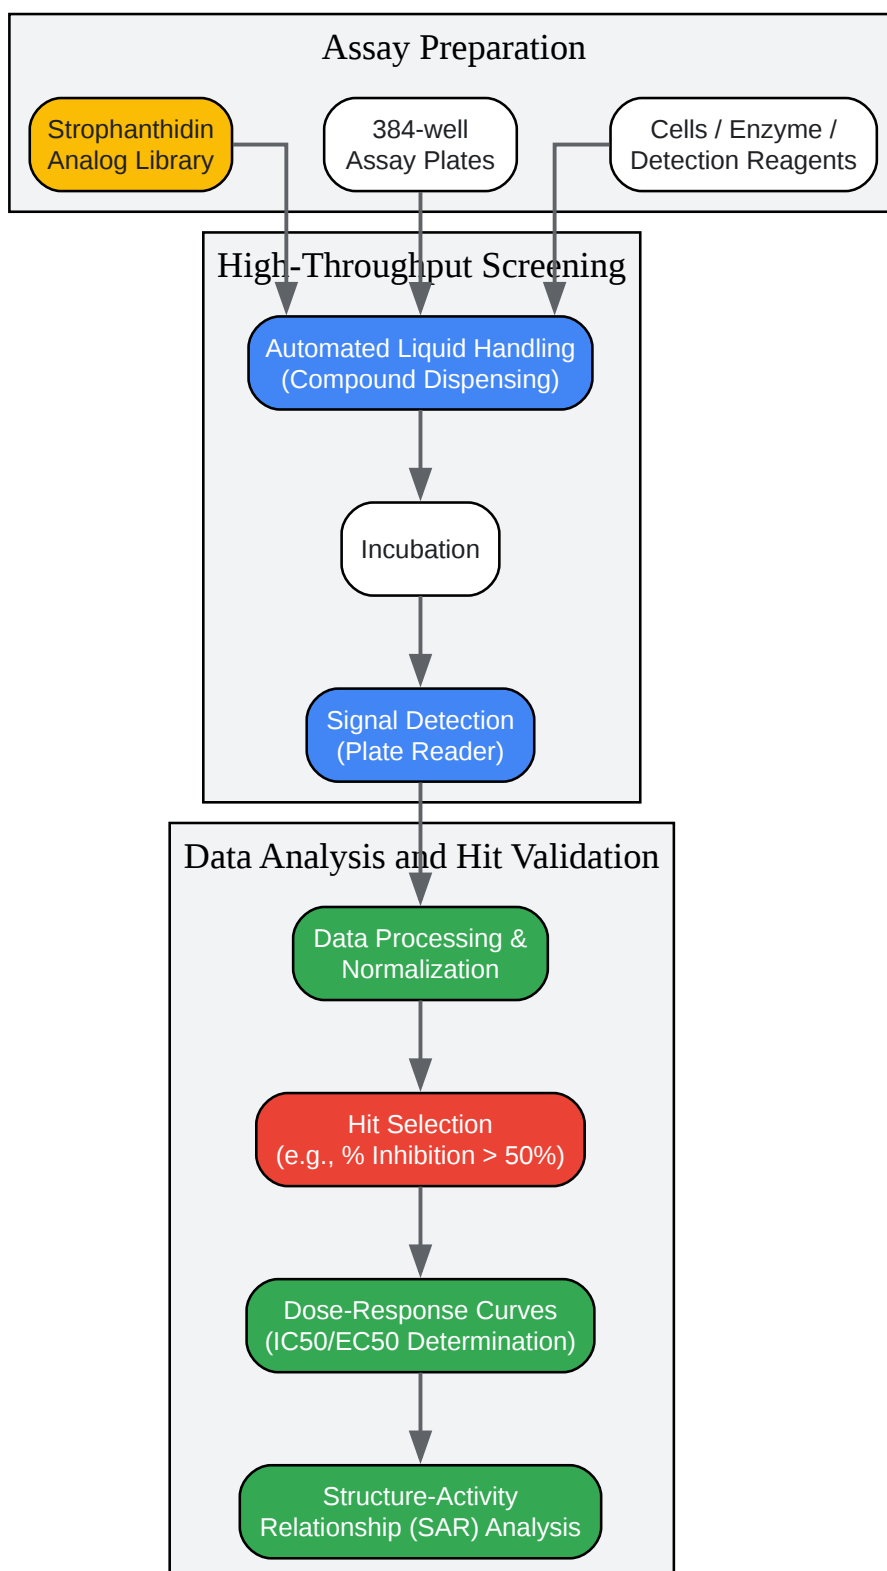 Assay Preparation
Strophanthidin
Analog Library
384-well
Assay Plates
Cells / Enzyme /
Detection Reagents
High-Throughput Screening
Automated Liquid Handling
(Compound Dispensing)
Incubation
Signal Detection
(Plate Reader)
Data Analysis and Hit Validation
Data Processing &
Normalization
Hit Selection
(e.g., % Inhibition > 50%)
Dose-Response Curves
(IC50/EC50 Determination)
Structure-Activity
Relationship (SAR) Analysis